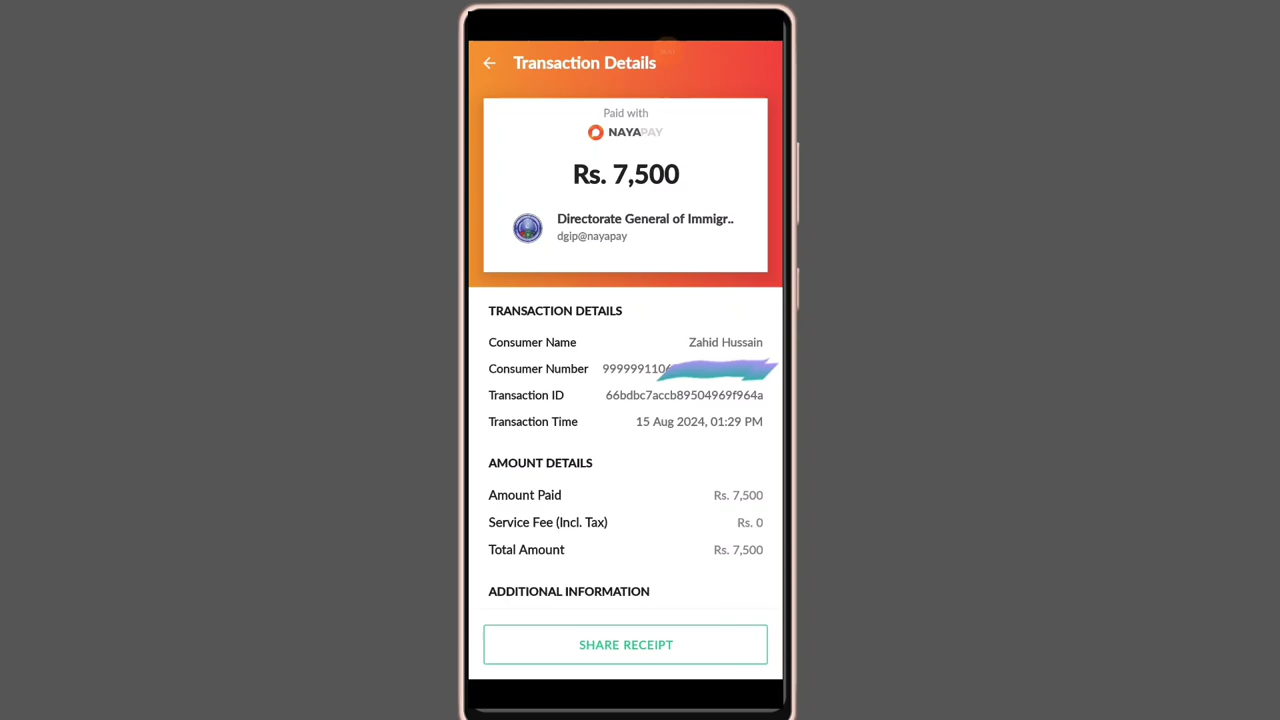 Transaction Details
Paid with
NAYAPAY
Rs. 7,500
Directorate General of Immigr..
dgip@nayapay
TRANSACTION DETAILS
Consumer Name Zahid Hussain
Consumer Number 9999991106
Transaction ID 66bdbc7accb89504969f964a
Transaction Time 15 Aug 2024, 01:29 PM
AMOUNT DETAILS
Amount Paid Rs. 7,500
Service Fee (Incl. Tax) Rs. 0
Total Amount Rs. 7,500
ADDITIONAL INFORMATION
SHARE RECEIPT